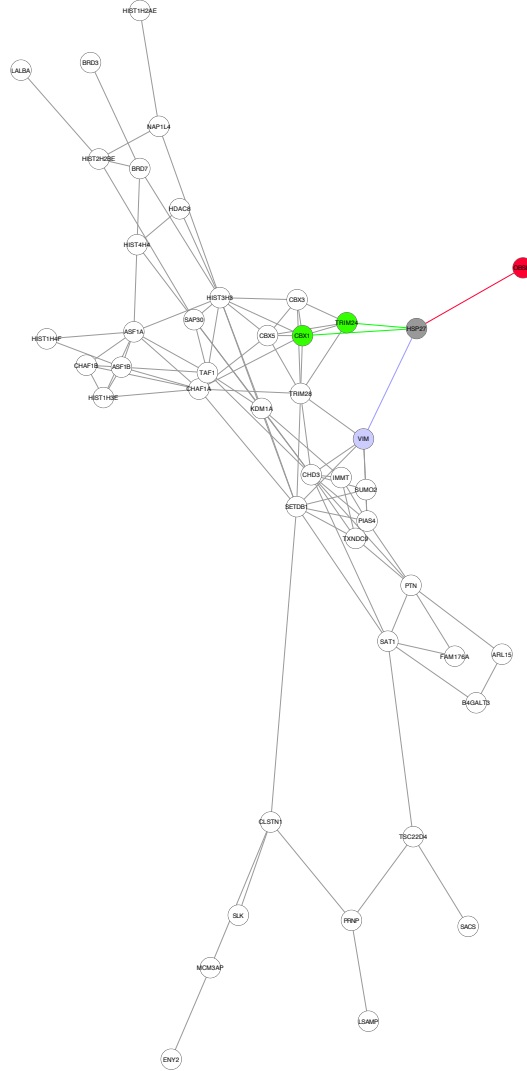 HIST1H2AE
BRD3
LALBA
NAP1L4
HIST2H2BE
BRD7
HDAC8
HIST4H4
HIST3H3
CBX3
SAP30
TRIM24
HSP27
ASF1A
CBX5
CBX1
HIST1H4F
CHAF1B
ASF1B
TAF1
CHAF1A
HIST1H3E
TRIM28
KDM1A
VIM
CHD3
IMMT
SUMO2
SETDB1
PIAS4
TXNDC9
PTN
SAT1
FAM176A
ARL15
B4GALT3
CLSTN1
TSC22D4
SLK
PRNP
SACS
MCM3AP
LSAMP
ENY2